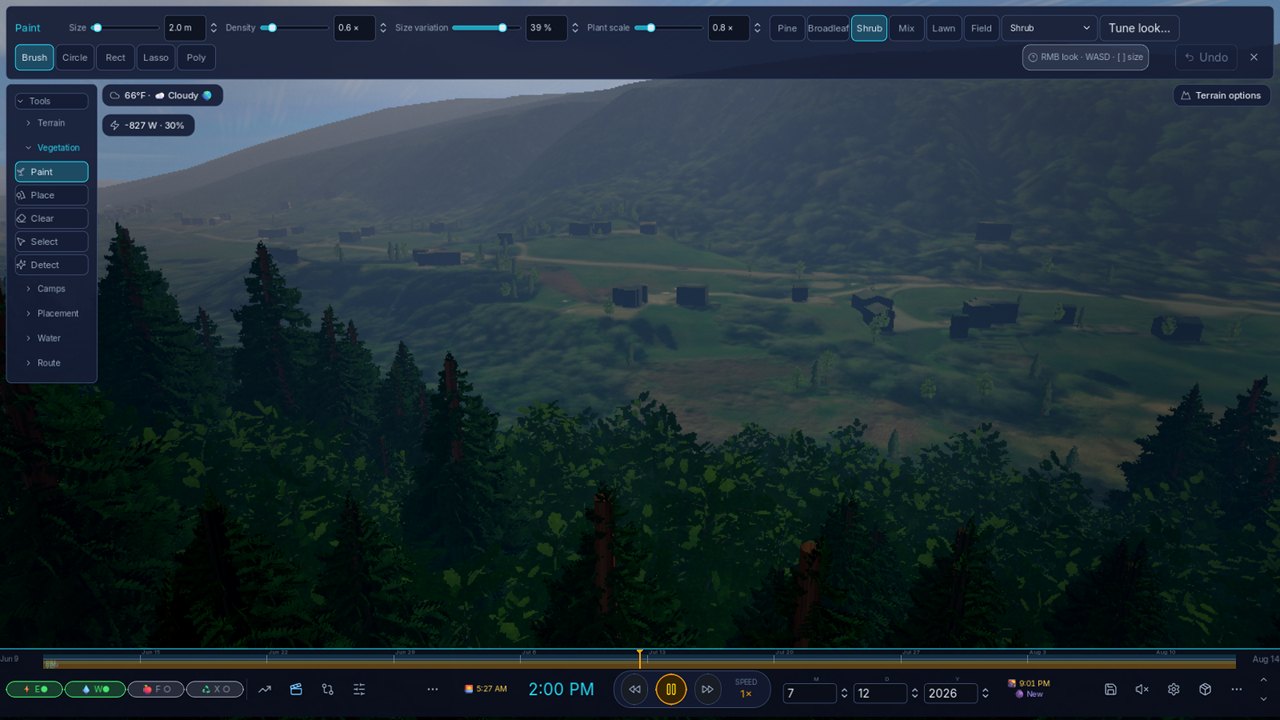 Paint Size 2.0 m Density 0.6 × Size variation 39 % Plant scale 0.8 × Pine Broadleaf Shrub Mix Lawn Field Shrub Tune look...
Brush Circle Rect Lasso Poly RMB look · WASD · [ ] size Undo
Tools
Terrain
Vegetation
Paint
Place
Clear
Select
Detect
Camps
Placement
Water
Route
66°F · Cloudy
-827 W · 30%
Terrain options
Jun 9 Jun 15 Jun 22 Jun 29 Jul 6 Jul 13 Jul 20 Jul 27 Aug 3 Aug 10 Aug 14
E W F X
5:27 AM
2:00 PM
SPEED
1×
M D Y
7 12 2026
9:01 PM
New